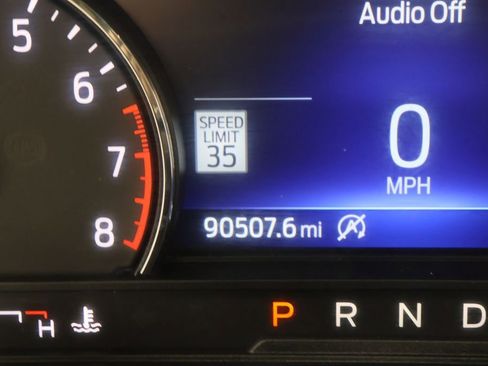 Audio Off
5
6
7
8
SPEED
LIMIT
35
0
MPH
90507.6 mi
H
P R N D